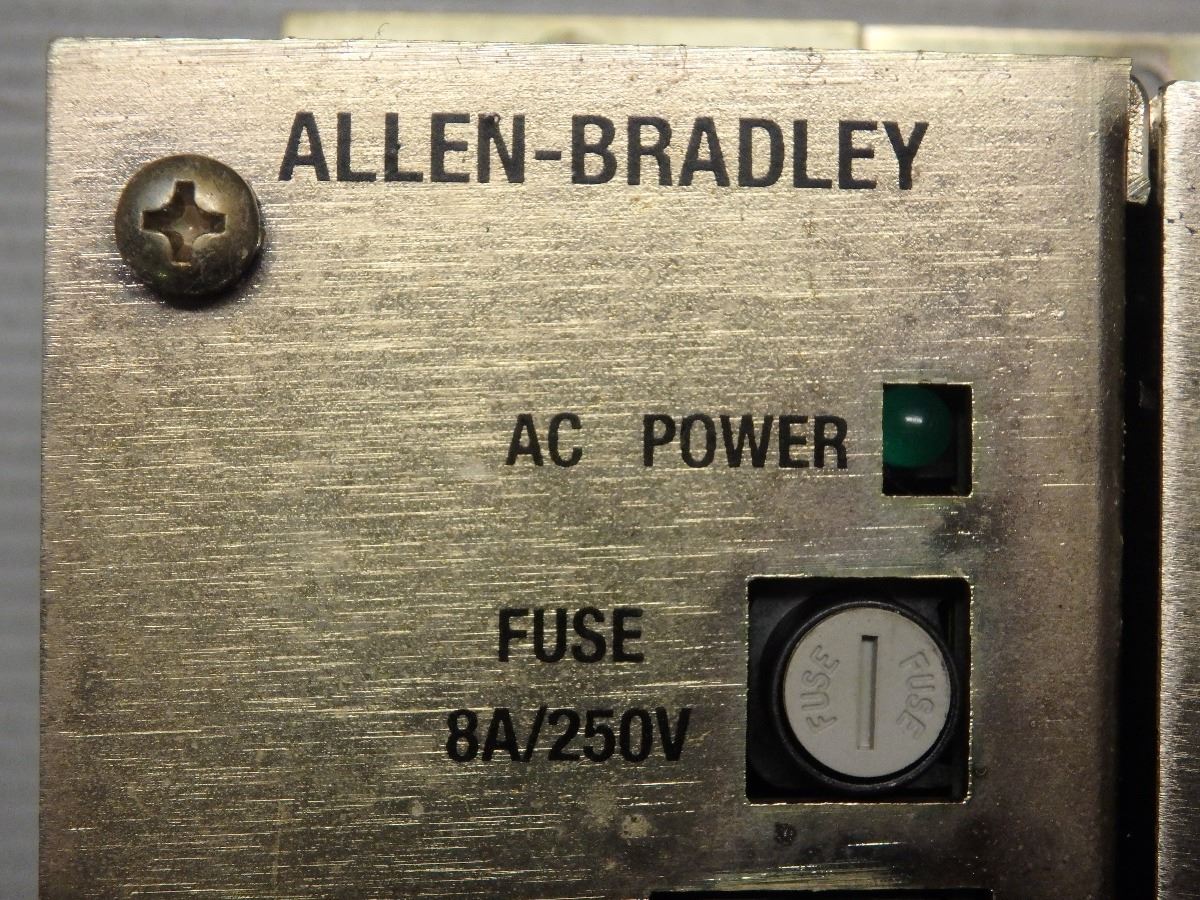 ALLEN-BRADLEY
AC POWER
FUSE
8A/250V
FUSE
FUSE